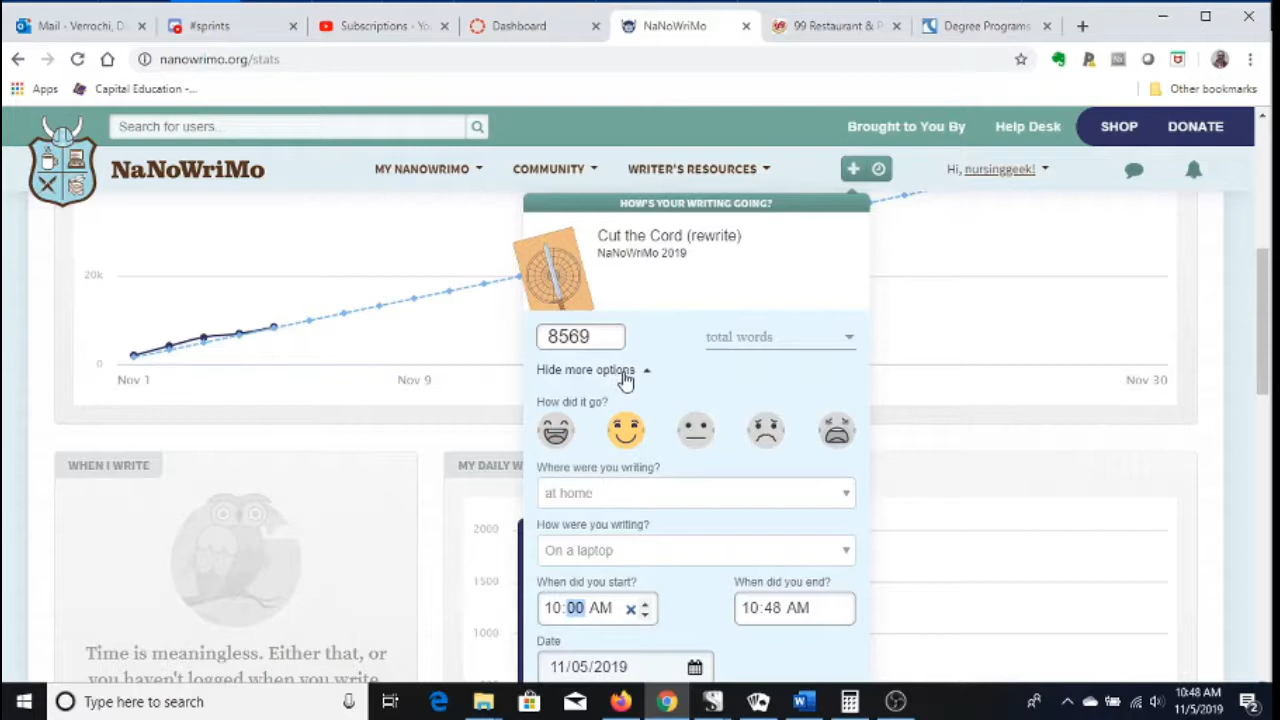 Mail - Verrochi, D
#sprints
Subscriptions - Yo
Dashboard
NaNoWriMo
99 Restaurant & P
Degree Programs
nanowrimo.org/stats
Apps
Capital Education -...
Other bookmarks
Search for users...
Brought to You By
Help Desk
SHOP
DONATE
NaNoWriMo
MY NANOWRIMO
COMMUNITY
WRITER'S RESOURCES
Hi, nursinggeek!
HOW'S YOUR WRITING GOING?
Cut the Cord (rewrite)
NaNoWriMo 2019
20k
0
Nov 1
Nov 9
Nov 30
8569
total words
Hide more options
How did it go?
Where were you writing?
at home
How were you writing?
On a laptop
When did you start?
When did you end?
10:00 AM
10:48 AM
Date
11/05/2019
WHEN I WRITE
Time is meaningless. Either that, or
you haven't logged when you write
MY DAILY W
2000
1500
1000
Type here to search
10:48 AM
11/5/2019
2